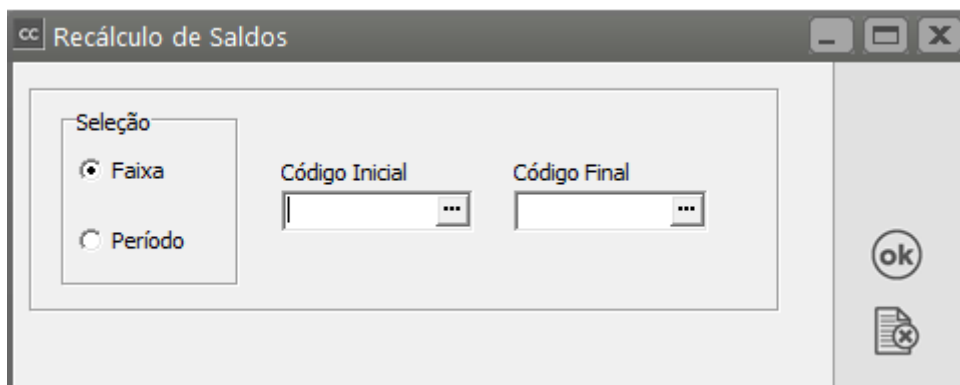 cc Recálculo de Saldos
Seleção
Faixa
Código Inicial
Código Final
...
...
Período
ok